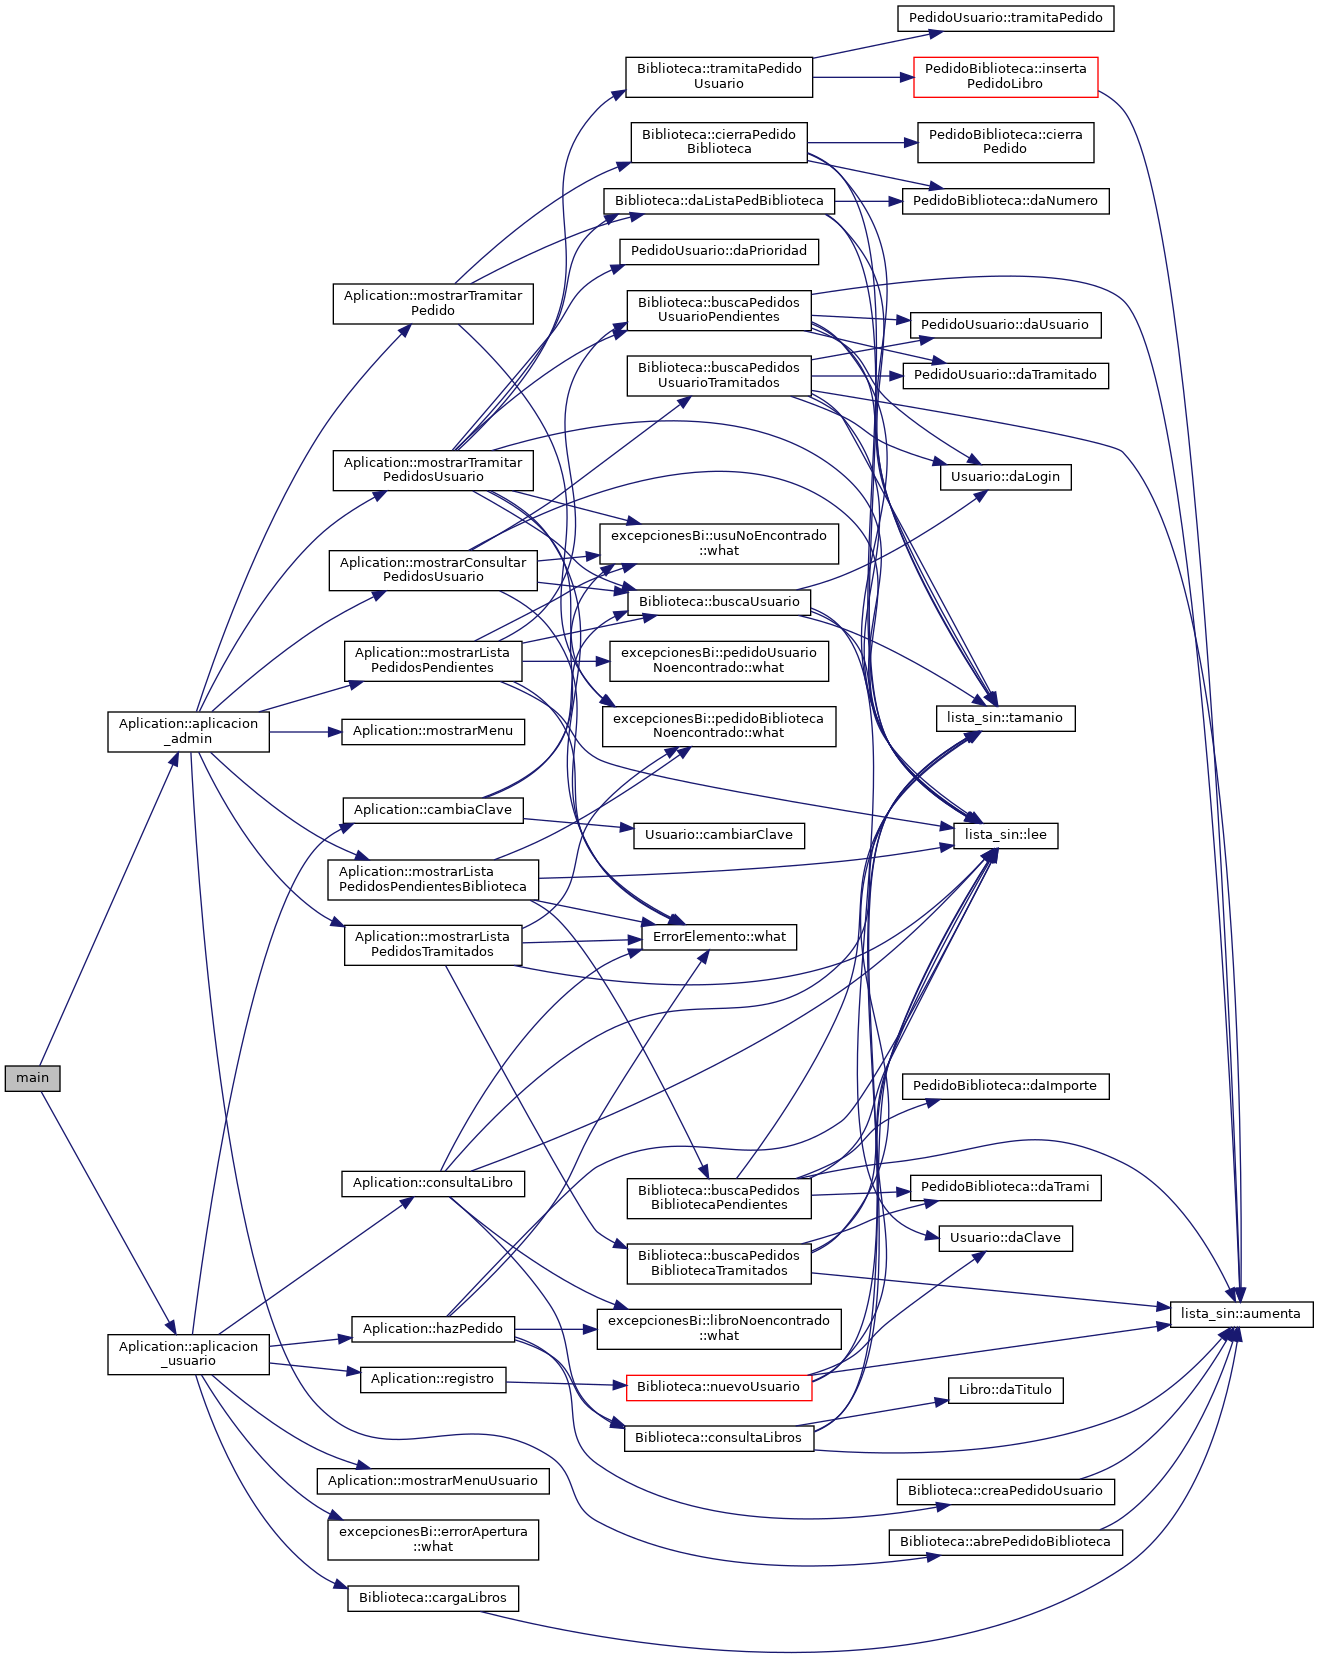 main
Aplication::aplicacion
_admin
Aplication::aplicacion
_usuario
Aplication::mostrarTramitar
Pedido
Aplication::mostrarTramitar
PedidosUsuario
Aplication::mostrarConsultar
PedidosUsuario
Aplication::mostrarLista
PedidosPendientes
Aplication::mostrarMenu
Aplication::cambiaClave
Aplication::mostrarLista
PedidosPendientesBiblioteca
Aplication::mostrarLista
PedidosTramitados
Aplication::consultaLibro
Aplication::hazPedido
Aplication::registro
Aplication::mostrarMenuUsuario
excepcionesBi::errorApertura
::what
Biblioteca::cargaLibros
Biblioteca::tramitaPedido
Usuario
Biblioteca::cierraPedido
Biblioteca
Biblioteca::daListaPedBiblioteca
PedidoUsuario::daPrioridad
Biblioteca::buscaPedidos
UsuarioPendientes
Biblioteca::buscaPedidos
UsuarioTramitados
excepcionesBi::usuNoEncontrado
::what
Biblioteca::buscaUsuario
excepcionesBi::pedidoUsuario
Noencontrado::what
excepcionesBi::pedidoBiblioteca
Noencontrado::what
Usuario::cambiarClave
ErrorElemento::what
Biblioteca::buscaPedidos
BibliotecaPendientes
Biblioteca::buscaPedidos
BibliotecaTramitados
excepcionesBi::libroNoencontrado
::what
Biblioteca::nuevoUsuario
Biblioteca::consultaLibros
PedidoUsuario::tramitaPedido
PedidoBiblioteca::inserta
PedidoLibro
PedidoBiblioteca::cierra
Pedido
PedidoBiblioteca::daNumero
PedidoUsuario::daUsuario
PedidoUsuario::daTramitado
Usuario::daLogin
lista_sin::tamanio
lista_sin::lee
PedidoBiblioteca::daImporte
PedidoBiblioteca::daTrami
Usuario::daClave
lista_sin::aumenta
Libro::daTitulo
Biblioteca::creaPedidoUsuario
Biblioteca::abrePedidoBiblioteca